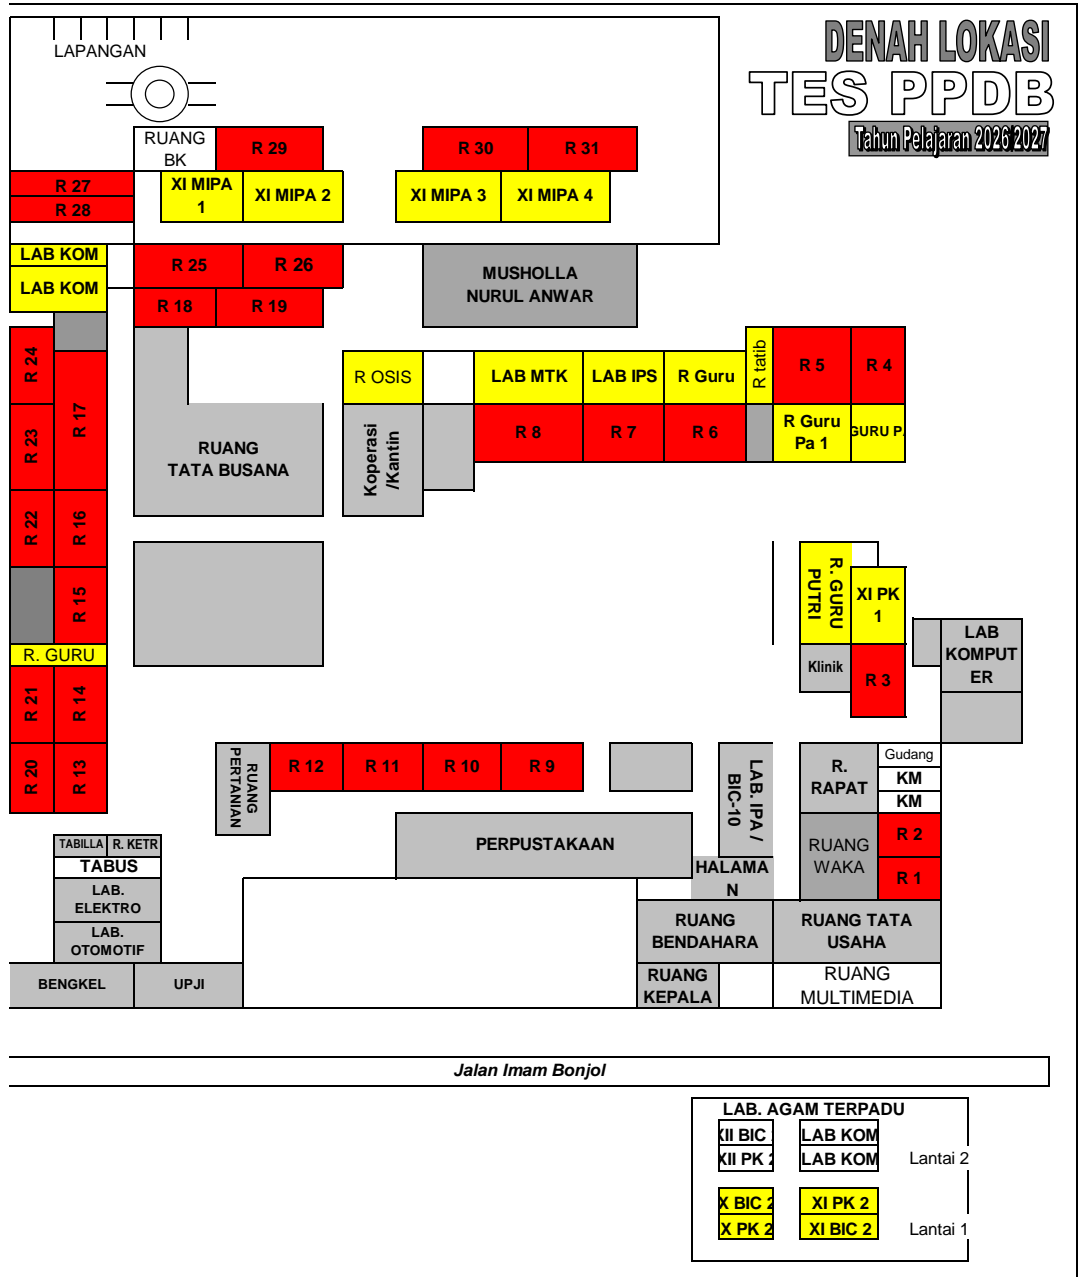 DENAH LOKASI
TES PPDB
Tahun Pelajaran 2026/2027
LAPANGAN
RUANG
BK
R 29
R 30
R 31
R 27
R 28
XI MIPA
1
XI MIPA 2
XI MIPA 3
XI MIPA 4
LAB KOM
LAB KOM
R 25
R 26
R 18
R 19
MUSHOLLA
NURUL ANWAR
R 24
R 17
R 23
R 22
R 16
R 15
RUANG
TATA BUSANA
R OSIS
Koperasi
/Kantin
LAB MTK
LAB IPS
R Guru
R tatib
R 5
R 4
R 8
R 7
R 6
R Guru
Pa 1
GURU PA
R. GURU
PUTRI
XI PK
1
Klinik
R 3
LAB
KOMPUT
ER
R. GURU
R 21
R 14
R 20
R 13
RUANG
PERTANIAN
R 12
R 11
R 10
R 9
LAB. IPA /
BIC-10
R.
RAPAT
Gudang
KM
KM
RUANG
WAKA
R 2
R 1
PERPUSTAKAAN
HALAMA
N
TABILLA
R. KETR
TABUS
LAB.
ELEKTRO
LAB.
OTOMOTIF
BENGKEL
UPJI
RUANG
BENDAHARA
RUANG TATA
USAHA
RUANG
KEPALA
RUANG
MULTIMEDIA
Jalan Imam Bonjol
LAB. AGAM TERPADU
XII BIC
LAB KOM
XII PK 2
LAB KOM
Lantai 2
X BIC 2
XI PK 2
X PK 2
XI BIC 2
Lantai 1